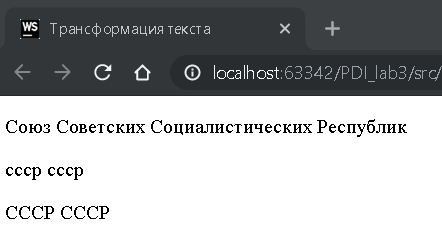 WS Трансформация текста
localhost:63342/PDI_lab3/src/
Союз Советских Социалистических Республик
ссср ссср
СССР СССР